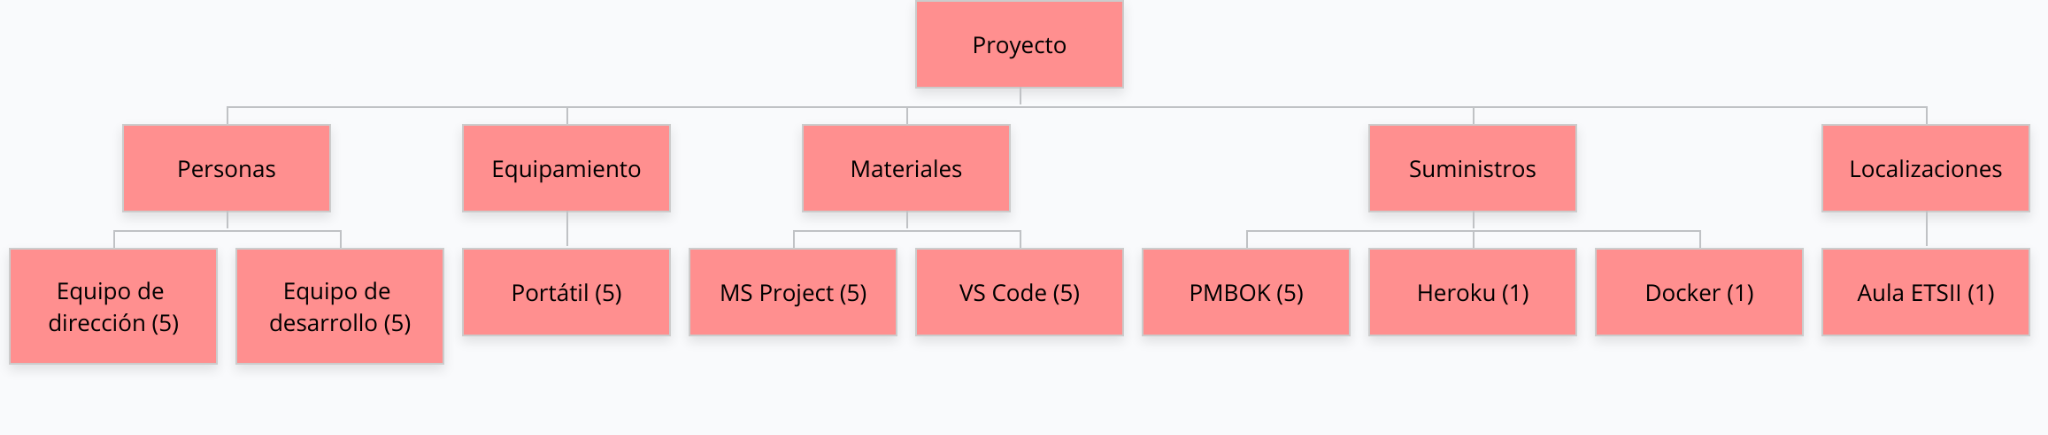 Proyecto
Personas
Equipamiento
Materiales
Suministros
Localizaciones
Equipo de
dirección (5)
Equipo de
desarrollo (5)
Portátil (5)
MS Project (5)
VS Code (5)
PMBOK (5)
Heroku (1)
Docker (1)
Aula ETSII (1)